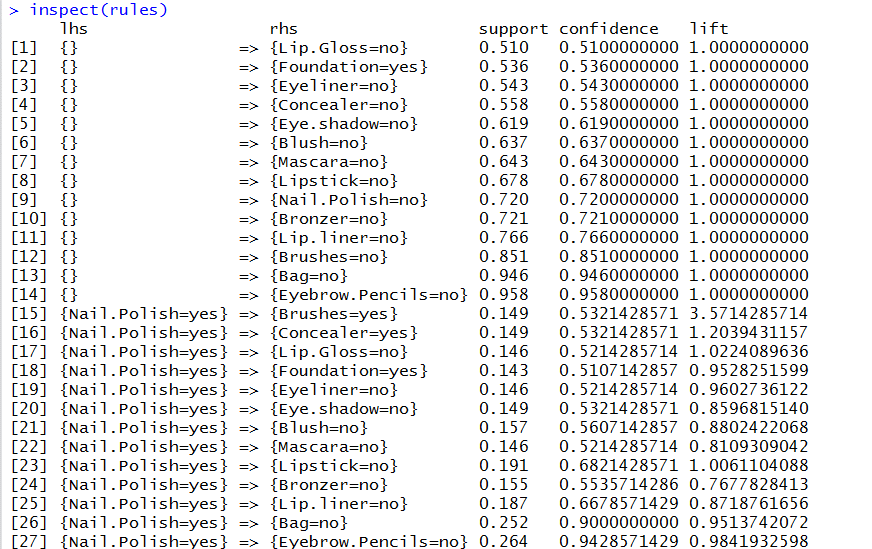 > inspect(rules)
lhs rhs support confidence lift
[1] {} => {Lip.Gloss=no} 0.510 0.5100000000 1.0000000000
[2] {} => {Foundation=yes} 0.536 0.5360000000 1.0000000000
[3] {} => {Eyeliner=no} 0.543 0.5430000000 1.0000000000
[4] {} => {Concealer=no} 0.558 0.5580000000 1.0000000000
[5] {} => {Eye.shadow=no} 0.619 0.6190000000 1.0000000000
[6] {} => {Blush=no} 0.637 0.6370000000 1.0000000000
[7] {} => {Mascara=no} 0.643 0.6430000000 1.0000000000
[8] {} => {Lipstick=no} 0.678 0.6780000000 1.0000000000
[9] {} => {Nail.Polish=no} 0.720 0.7200000000 1.0000000000
[10] {} => {Bronzer=no} 0.721 0.7210000000 1.0000000000
[11] {} => {Lip.liner=no} 0.766 0.7660000000 1.0000000000
[12] {} => {Brushes=no} 0.851 0.8510000000 1.0000000000
[13] {} => {Bag=no} 0.946 0.9460000000 1.0000000000
[14] {} => {Eyebrow.Pencils=no} 0.958 0.9580000000 1.0000000000
[15] {Nail.Polish=yes} => {Brushes=yes} 0.149 0.5321428571 3.5714285714
[16] {Nail.Polish=yes} => {Concealer=yes} 0.149 0.5321428571 1.2039431157
[17] {Nail.Polish=yes} => {Lip.Gloss=no} 0.146 0.5214285714 1.0224089636
[18] {Nail.Polish=yes} => {Foundation=yes} 0.143 0.5107142857 0.9528251599
[19] {Nail.Polish=yes} => {Eyeliner=no} 0.146 0.5214285714 0.9602736122
[20] {Nail.Polish=yes} => {Eye.shadow=no} 0.149 0.5321428571 0.8596815140
[21] {Nail.Polish=yes} => {Blush=no} 0.157 0.5607142857 0.8802422068
[22] {Nail.Polish=yes} => {Mascara=no} 0.146 0.5214285714 0.8109309042
[23] {Nail.Polish=yes} => {Lipstick=no} 0.191 0.6821428571 1.0061104088
[24] {Nail.Polish=yes} => {Bronzer=no} 0.155 0.5535714286 0.7677828413
[25] {Nail.Polish=yes} => {Lip.liner=no} 0.187 0.6678571429 0.8718761656
[26] {Nail.Polish=yes} => {Bag=no} 0.252 0.9000000000 0.9513742072
[27] {Nail.Polish=yes} => {Eyebrow.Pencils=no} 0.264 0.9428571429 0.9841932598